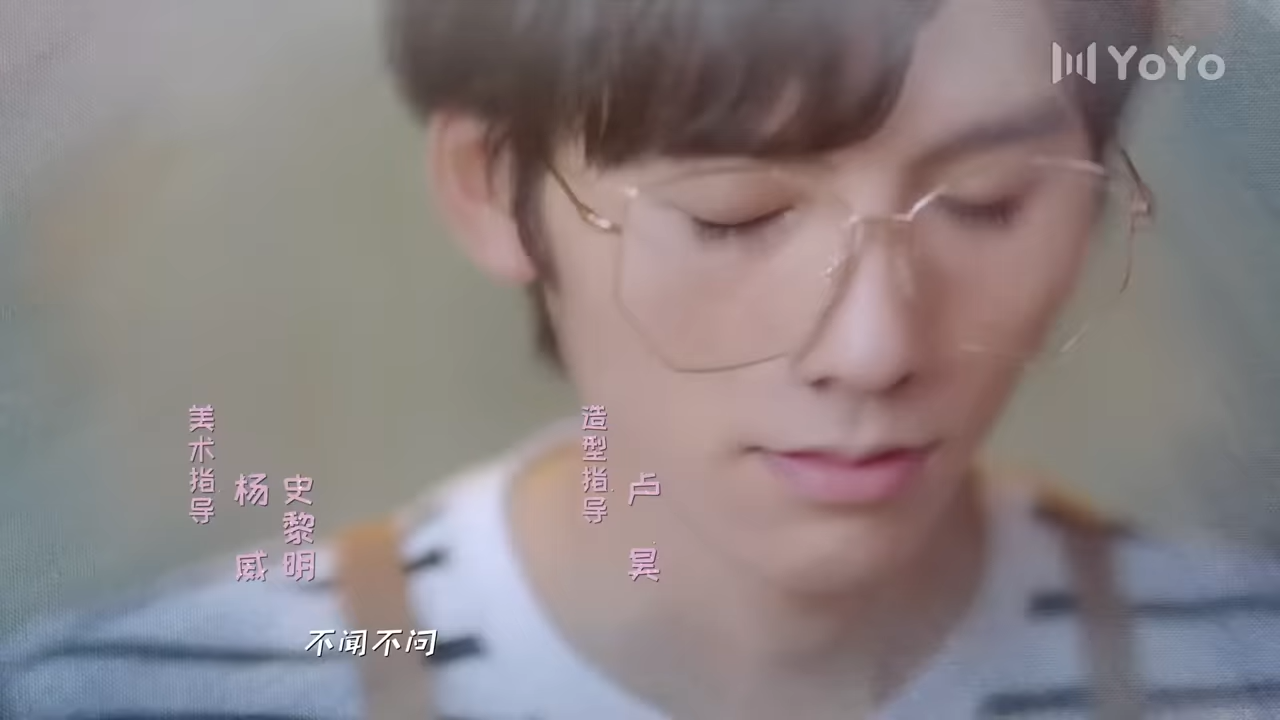 YoYo
美术指导
史黎明
杨威
造型指导
卢昊
不闻不问